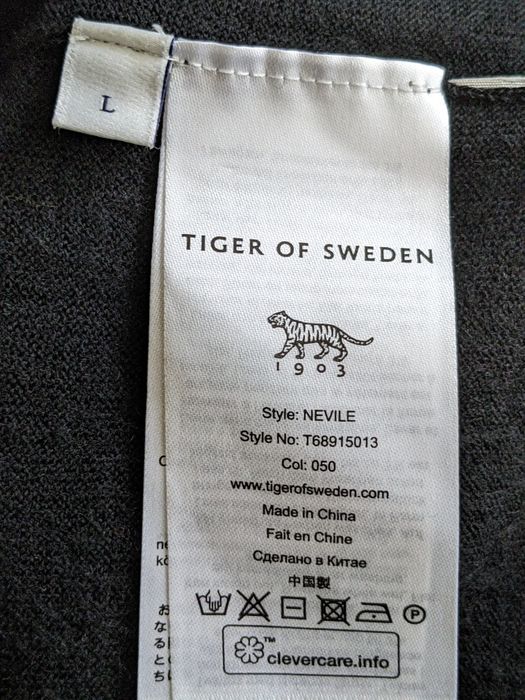 L
TIGER OF SWEDEN
1903
Style: NEVILE
Style No: T68915013
Col: 050
www.tigerofsweden.com
Made in China
Fait en Chine
Сделано в Китае
中国製
P
clevercare.info